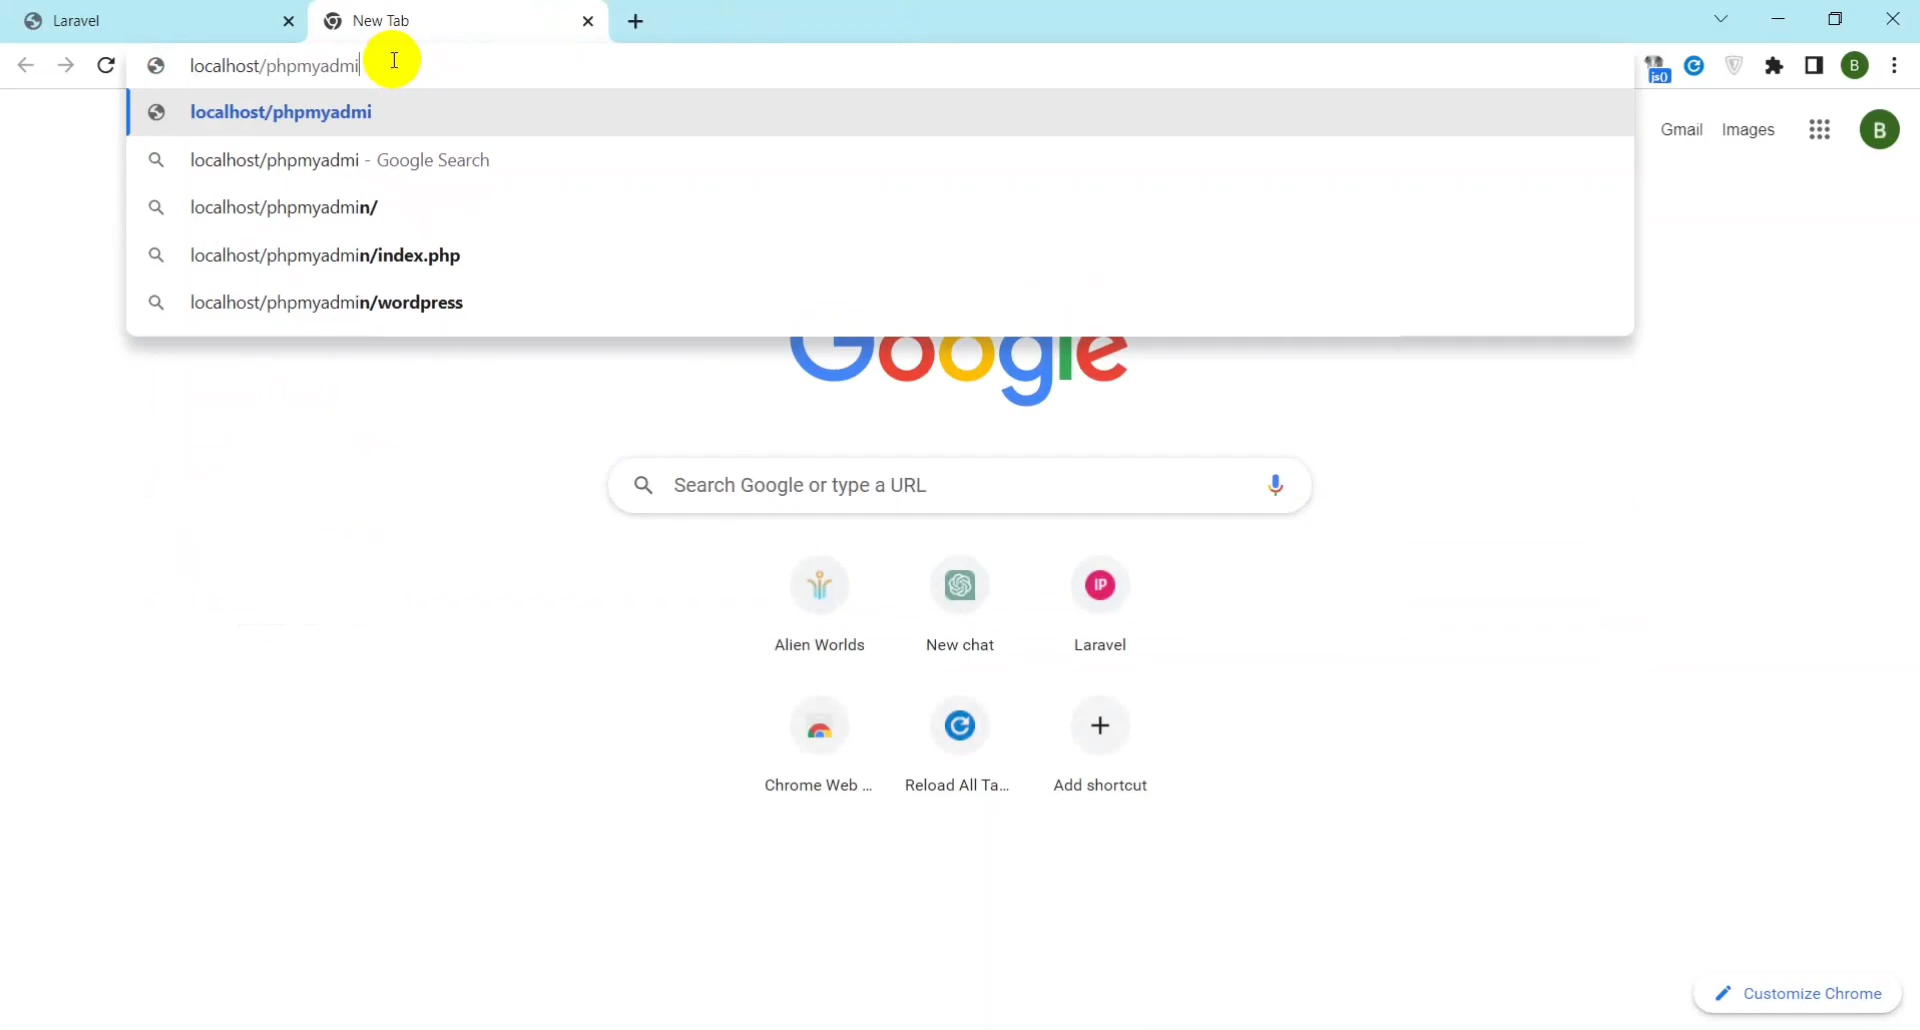 Laravel
New Tab
localhost/phpmyadmi
js()
B
localhost/phpmyadmi
localhost/phpmyadmi - Google Search
localhost/phpmyadmin/
localhost/phpmyadmin/index.php
localhost/phpmyadmin/wordpress
Gmail Images
B
Google
Search Google or type a URL
IP
Alien Worlds New chat Laravel
Chrome Web ... Reload All Ta... Add shortcut
Customize Chrome